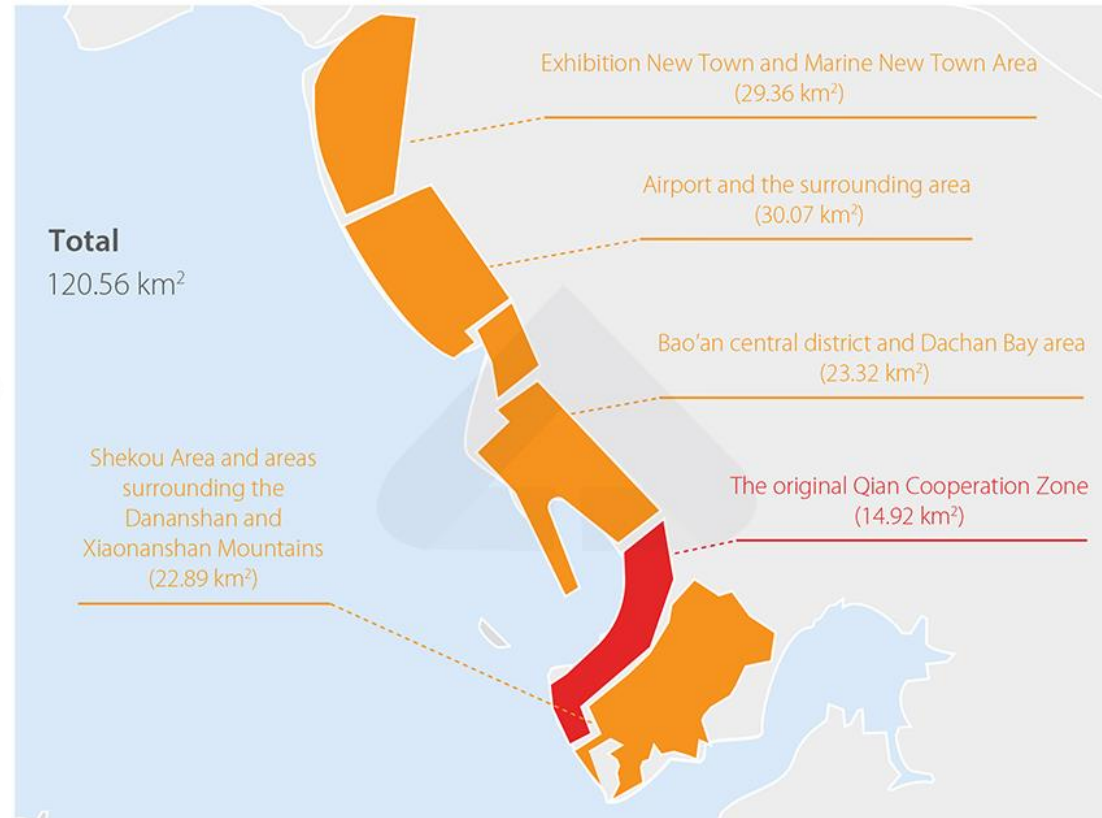 Exhibition New Town and Marine New Town Area
(29.36 km²)
Airport and the surrounding area
(30.07 km²)
Total
120.56 km²
Bao’an central district and Dachan Bay area
(23.32 km²)
Shekou Area and areas
surrounding the
Dananshan and
Xiaonanshan Mountains
(22.89 km²)
The original Qian Cooperation Zone
(14.92 km²)